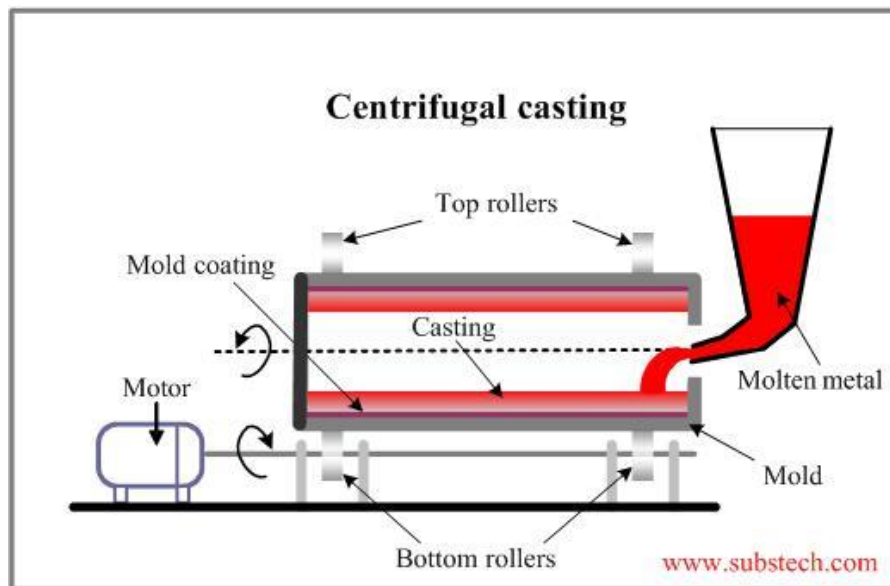 Centrifugal casting
Top rollers
Mold coating
Casting
Molten metal
Motor
Mold
Bottom rollers
www.substech.com